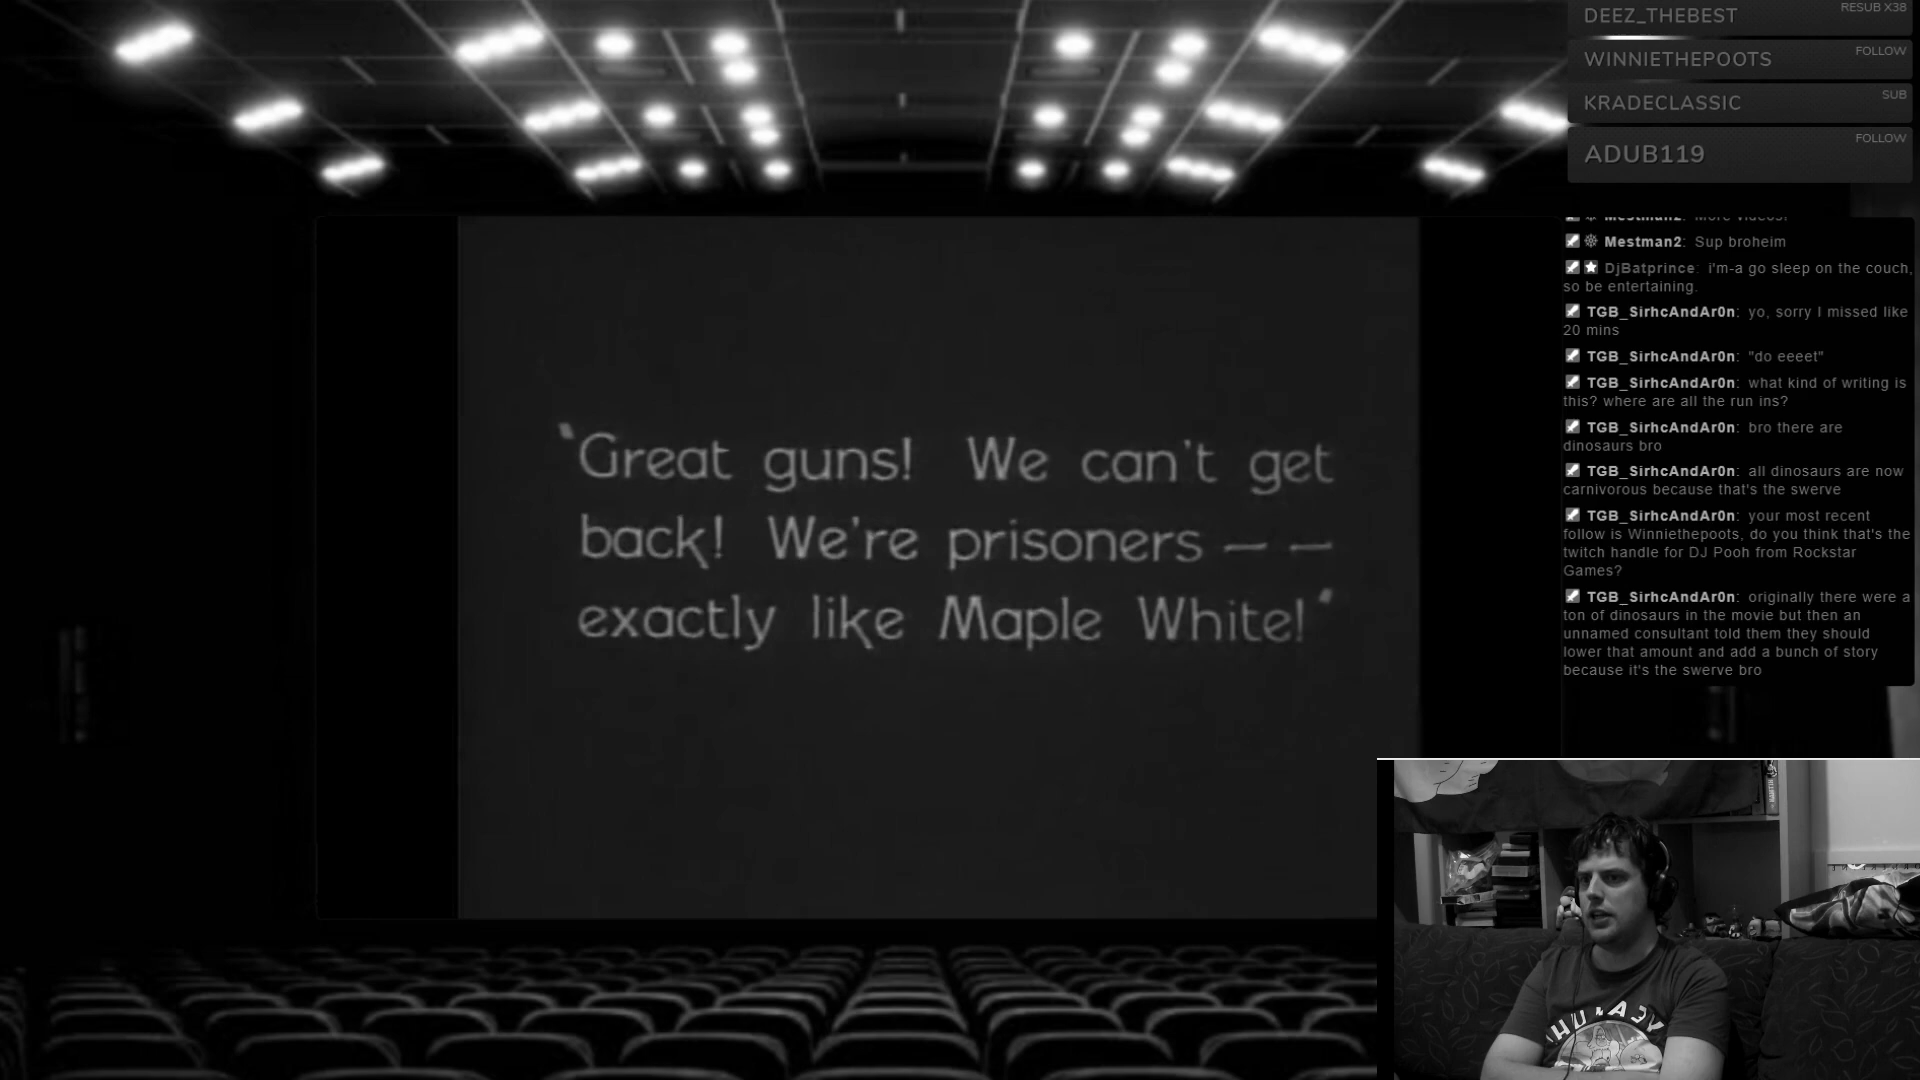 DEEZ_THEBEST RESUB X38
WINNIETHEPOOTS FOLLOW
KRADECLASSIC SUB
ADUB119 FOLLOW
Mestman2: More videos!
Mestman2: Sup broheim
DjBatprince: i'm-a go sleep on the couch,
so be entertaining.
TGB_SirhcAndAr0n: yo, sorry I missed like
20 mins
TGB_SirhcAndAr0n: "do eeeet"
TGB_SirhcAndAr0n: what kind of writing is
this? where are all the run ins?
TGB_SirhcAndAr0n: bro there are
dinosaurs bro
TGB_SirhcAndAr0n: all dinosaurs are now
carnivorous because that's the swerve
TGB_SirhcAndAr0n: your most recent
follow is Winniethepoots, do you think that's the
twitch handle for DJ Pooh from Rockstar
Games?
TGB_SirhcAndAr0n: originally there were a
ton of dinosaurs in the movie but then an
unnamed consultant told them they should
lower that amount and add a bunch of story
because it's the swerve bro
"Great guns! We can't get
back! We're prisoners — —
exactly like Maple White!"